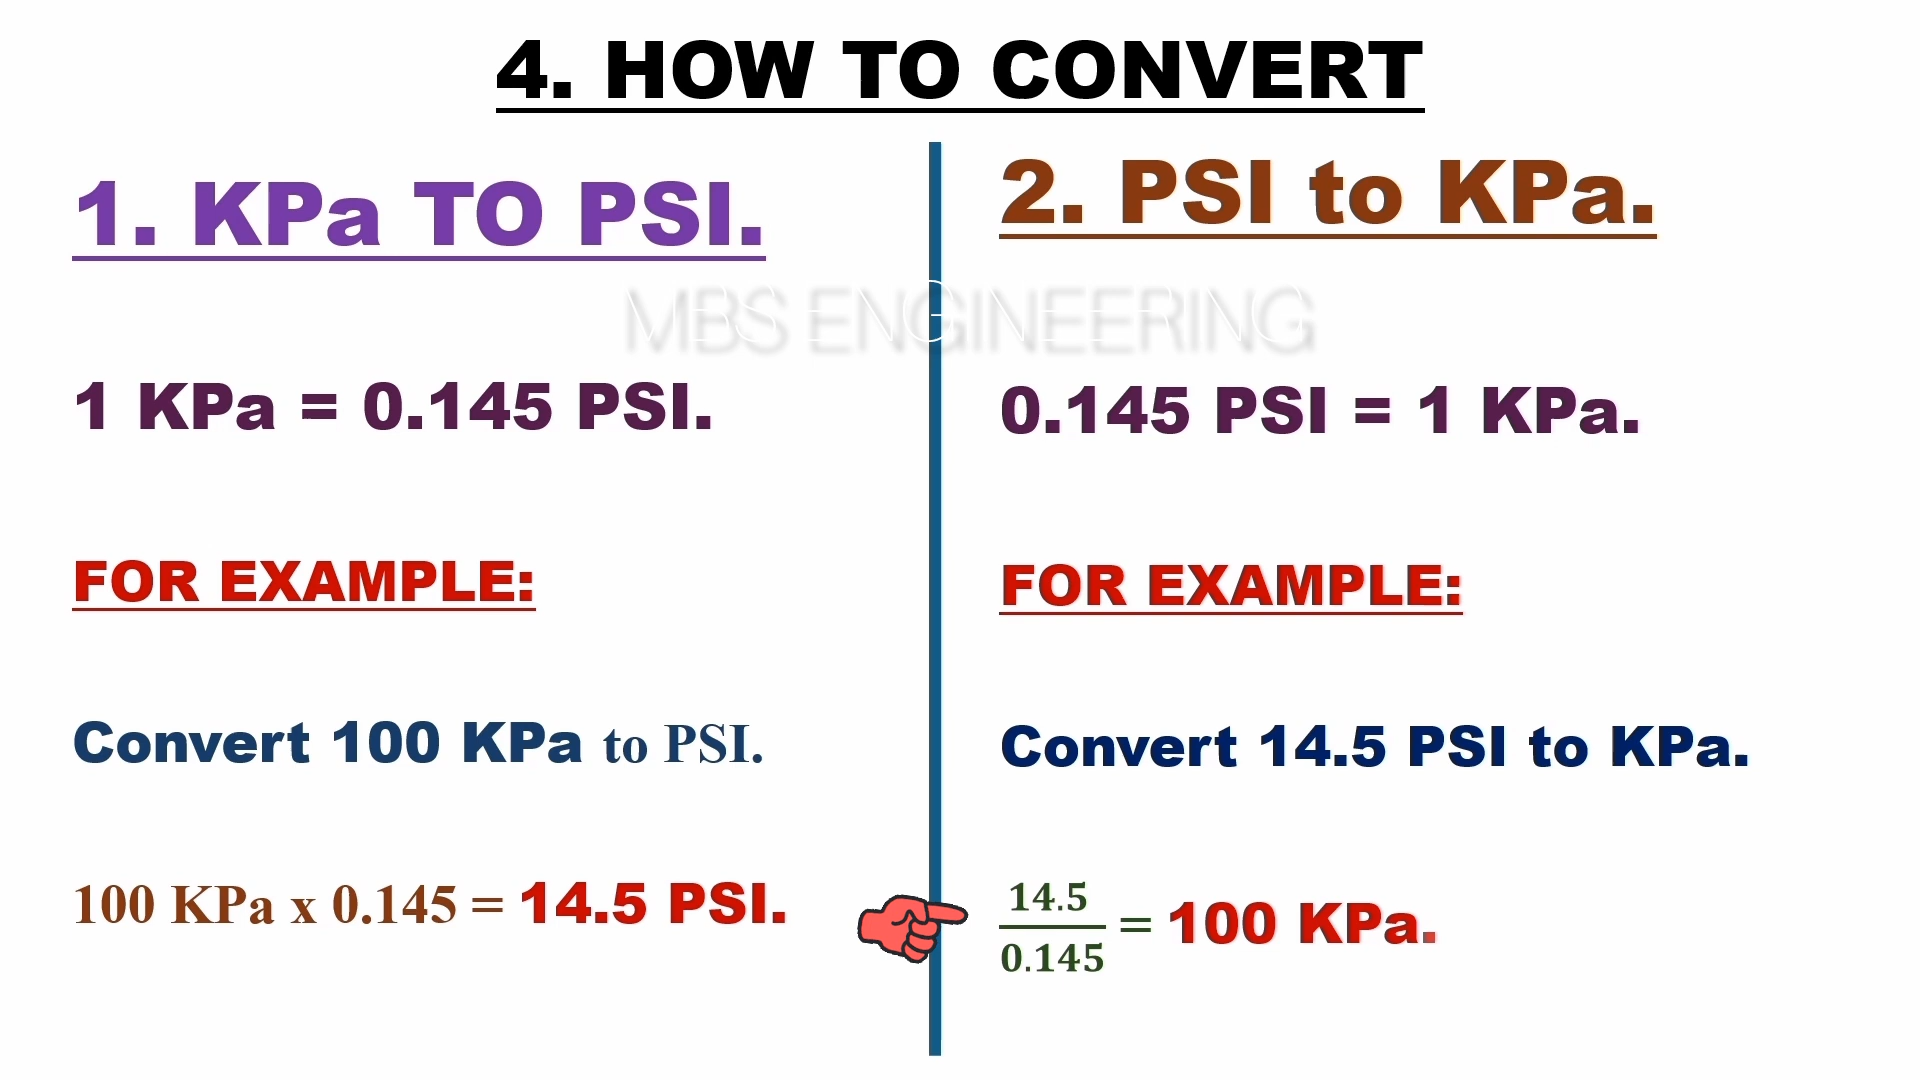 4. HOW TO CONVERT
1. KPa TO PSI.
MBS ENGINEERING
1 KPa = 0.145 PSI.
FOR EXAMPLE:
Convert 100 KPa to PSI.
100 KPa x 0.145 = 14.5 PSI.
2. PSI to KPa.
0.145 PSI = 1 KPa.
FOR EXAMPLE:
Convert 14.5 PSI to KPa.
14.5
0.145
= 100 KPa.